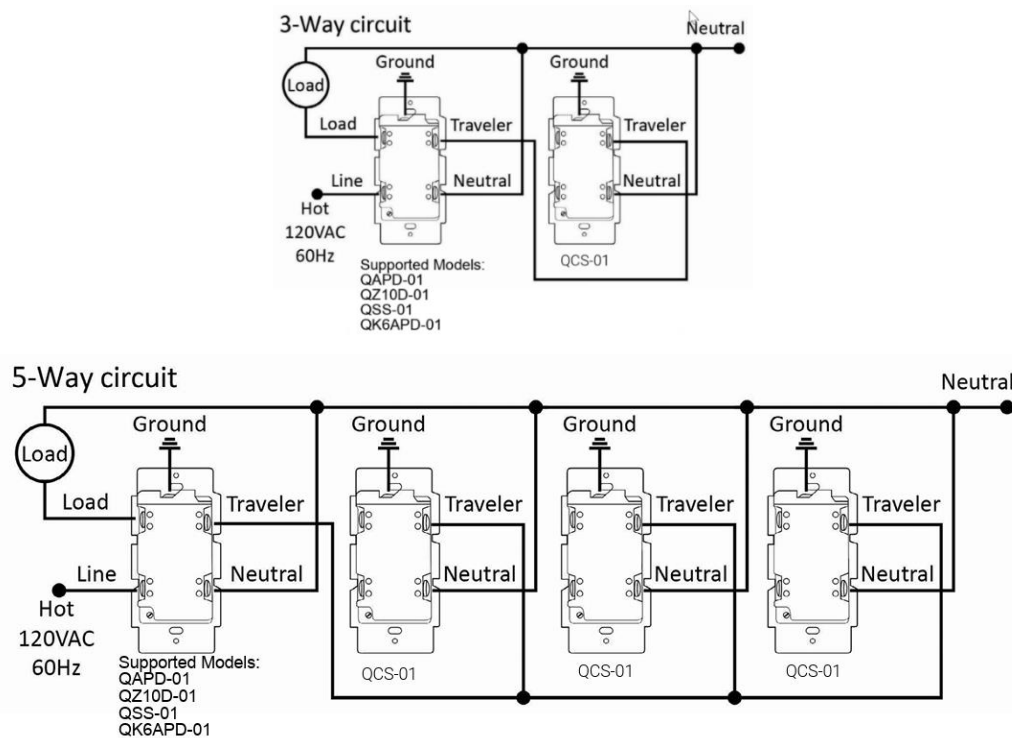 3-Way circuit
Neutral
Ground
Ground
Load
Load
Traveler
Traveler
Line
Neutral
Neutral
Hot
120VAC
60Hz
QCS-01
Supported Models:
QAPD-01
QZ10D-01
QSS-01
QK6APD-01
5-Way circuit
Neutral
Ground
Ground
Ground
Ground
Load
Load
Traveler
Traveler
Traveler
Traveler
Line
Neutral
Neutral
Neutral
Neutral
Hot
120VAC
60Hz
Supported Models:
QAPD-01
QZ10D-01
QSS-01
QK6APD-01
QCS-01
QCS-01
QCS-01